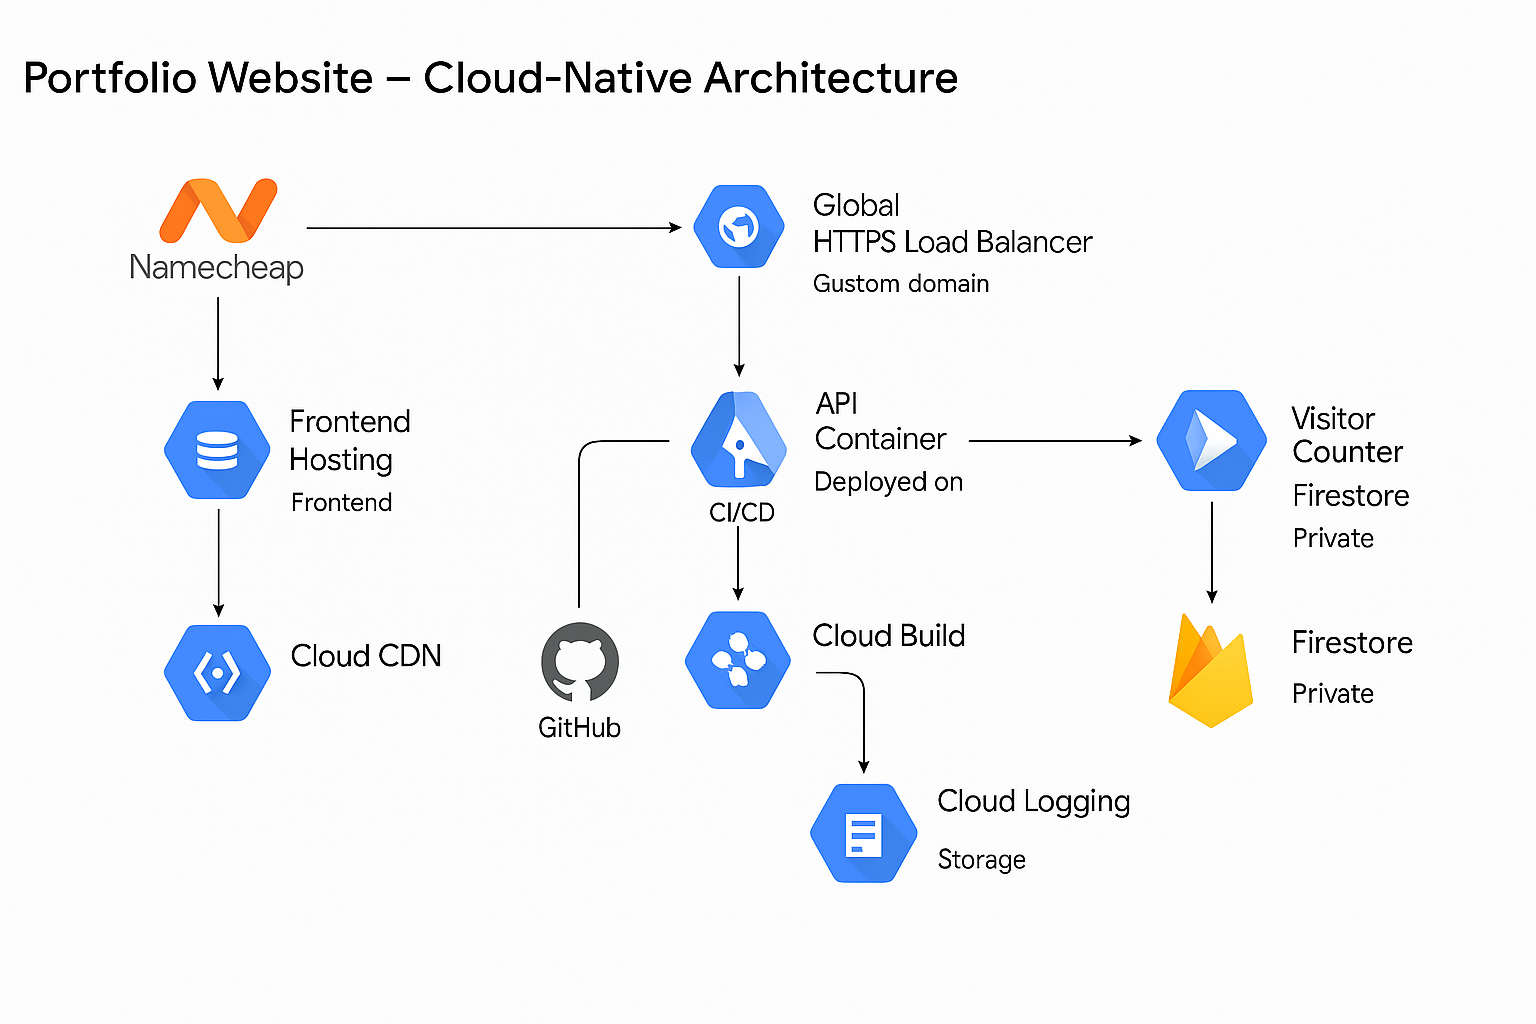 Portfolio Website – Cloud-Native Architecture
Namecheap
Global
HTTPS Load Balancer
Gustom domain
Frontend
Hosting
Frontend
API
Container
Deployed on
CI/CD
Visitor
Counter
Firestore
Private
Cloud CDN
GitHub
Cloud Build
Firestore
Private
Cloud Logging
Storage